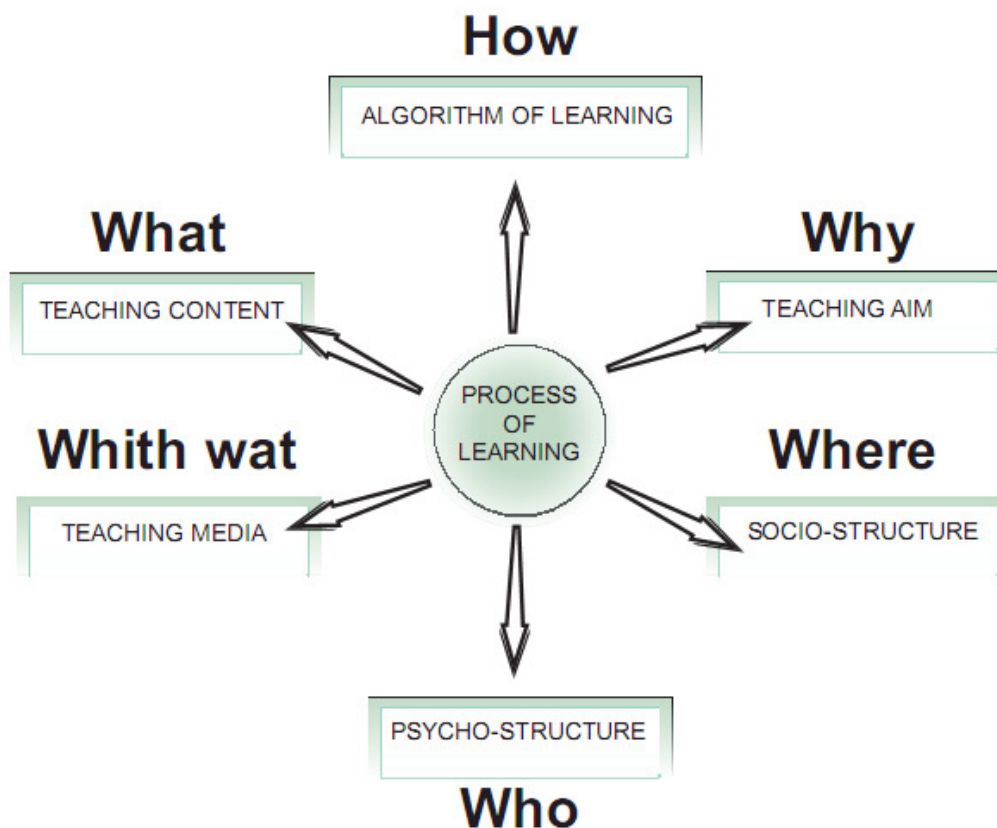 How
ALGORITHM OF LEARNING
What
TEACHING CONTENT
Why
TEACHING AIM
PROCESS
OF
LEARNING
Whith wat
TEACHING MEDIA
Where
SOCIO-STRUCTURE
PSYCHO-STRUCTURE
Who